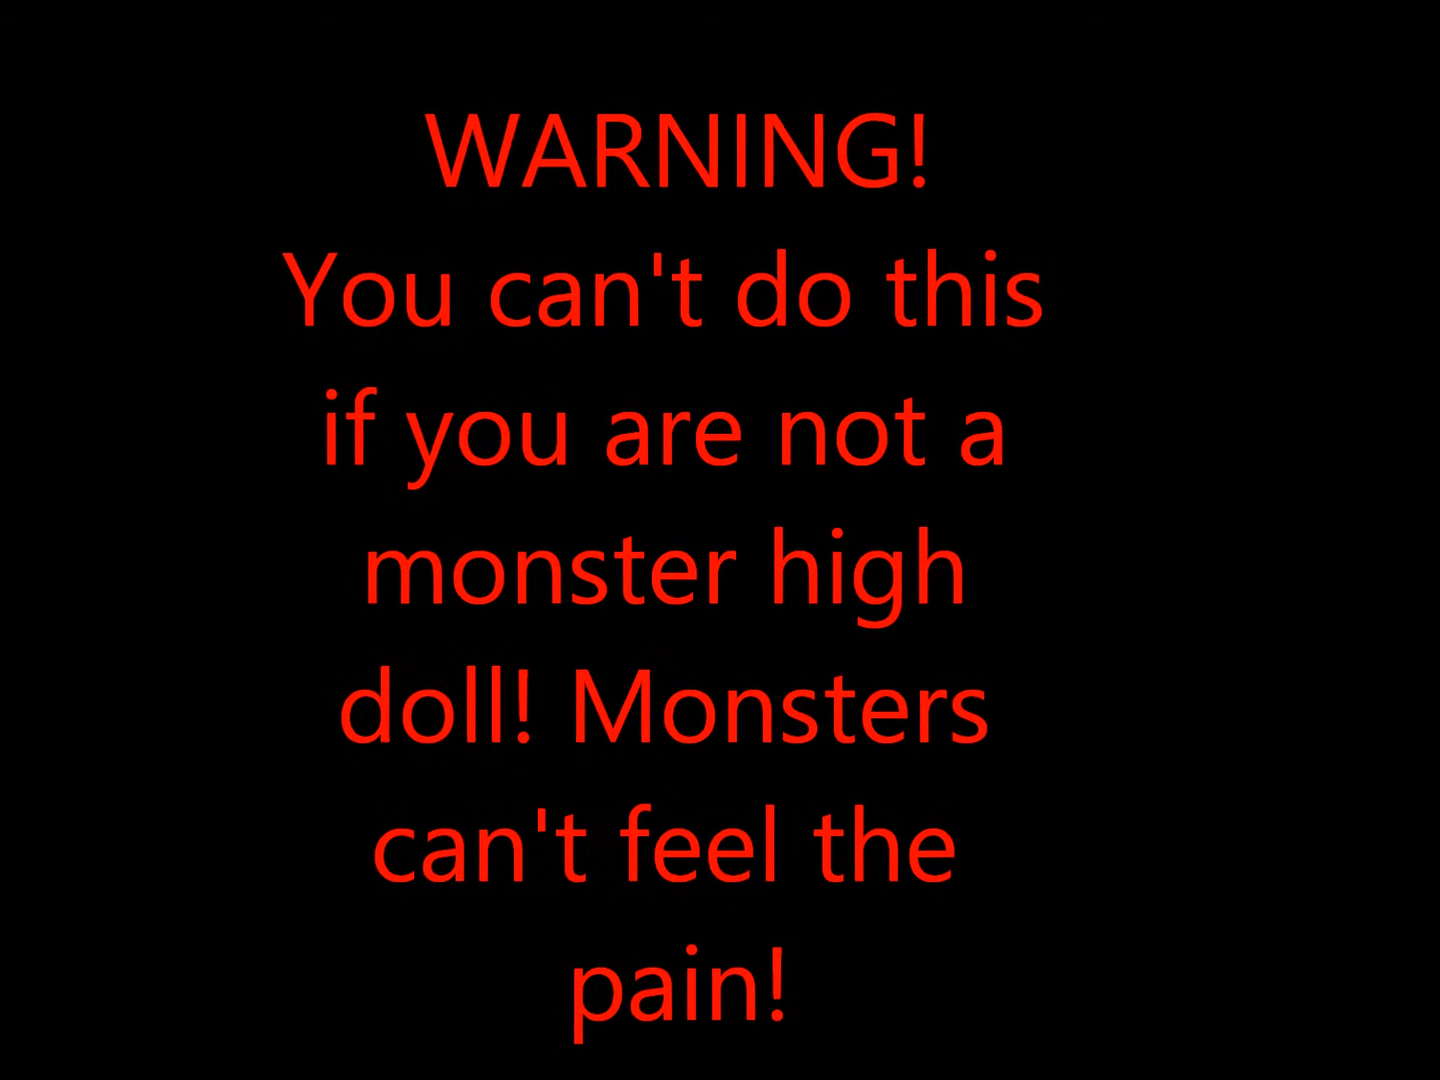 WARNING!
You can't do this
if you are not a
monster high
doll! Monsters
can't feel the
pain!